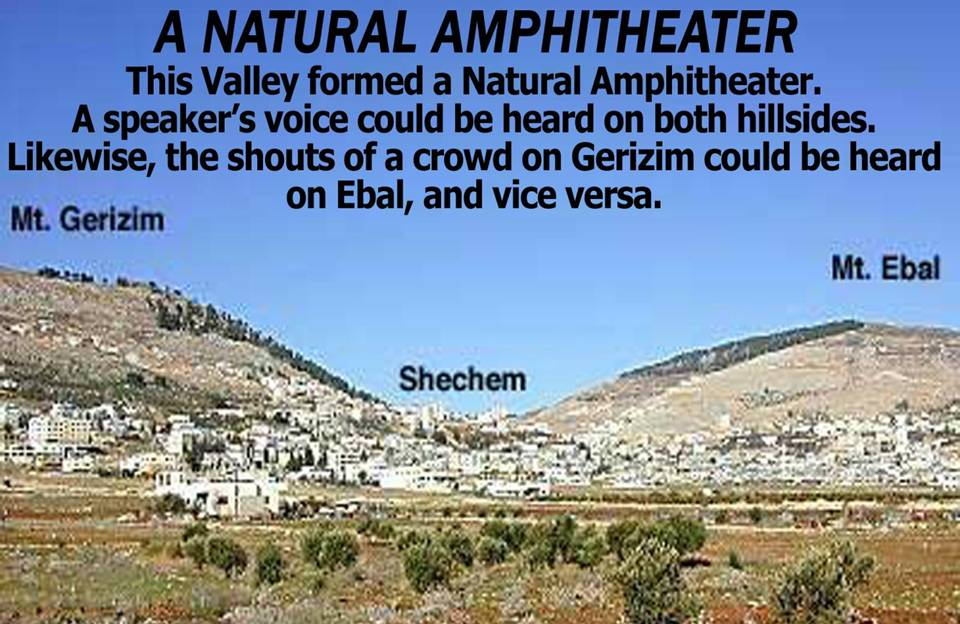 A NATURAL AMPHITHEATER
This Valley formed a Natural Amphitheater.
A speaker's voice could be heard on both hillsides.
Likewise, the shouts of a crowd on Gerizim could be heard
on Ebal, and vice versa.
Mt. Gerizim
Mt. Ebal
Shechem